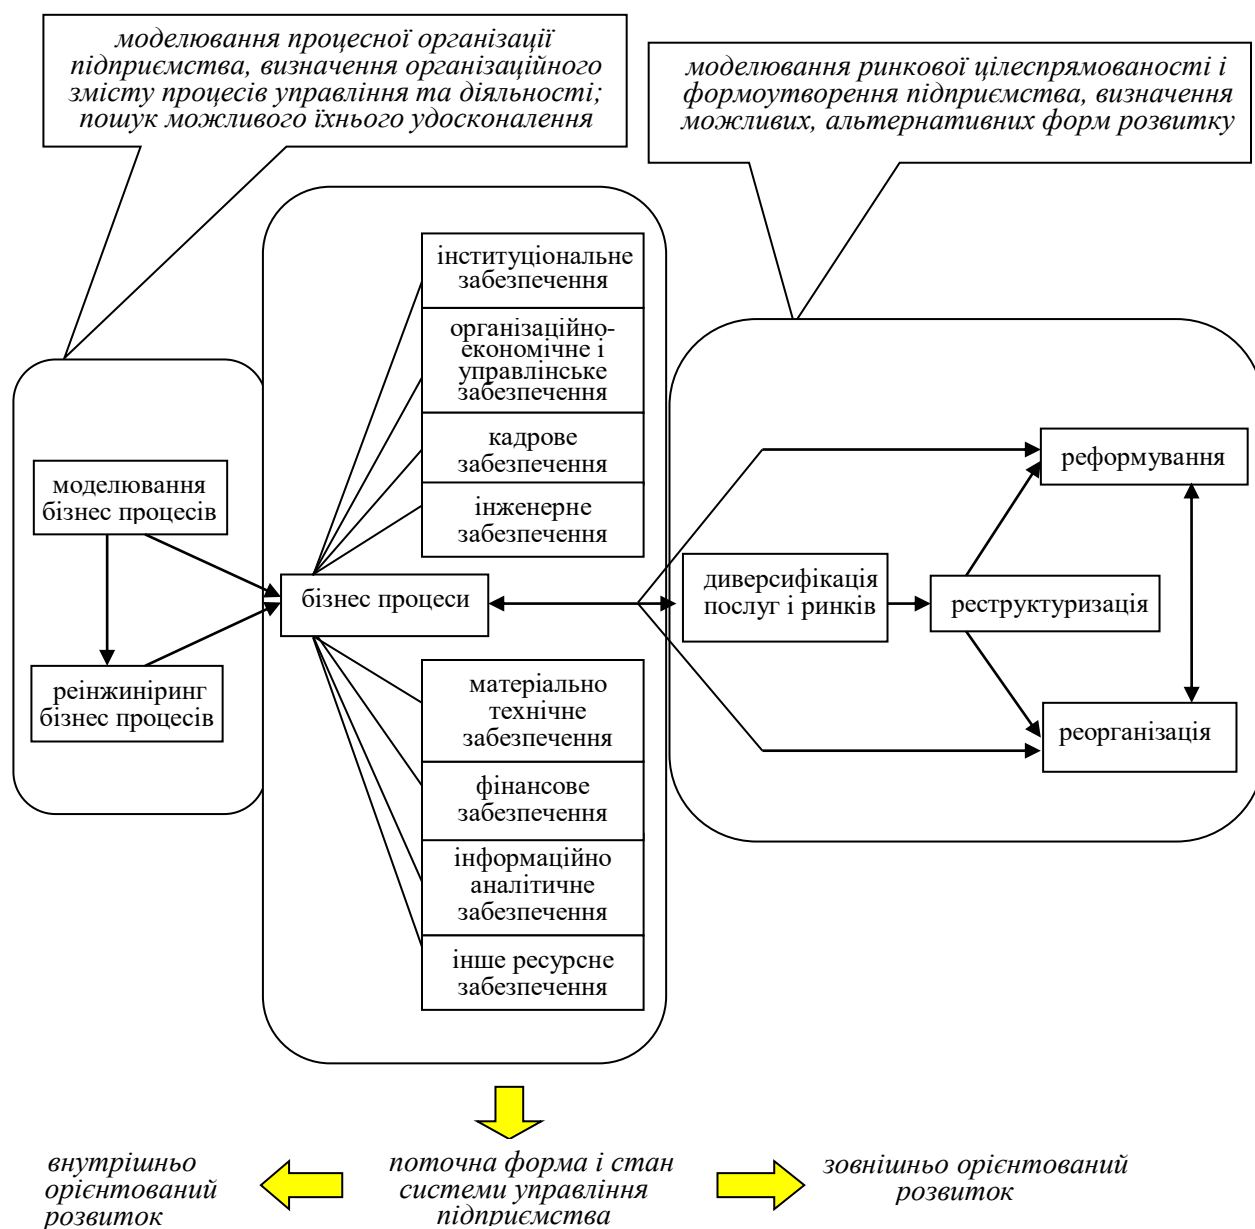 моделювання процесної організації
підприємства, визначення організаційного
змісту процесів управління та діяльності;
пошук можливого їхнього удосконалення
моделювання ринкової цілеспрямованості і
формоутворення підприємства, визначення
можливих, альтернативних форм розвитку
інституціональне
забезпечення
організаційно-
економічне і
управлінське
забезпечення
кадрове
забезпечення
інженерне
забезпечення
моделювання
бізнес процесів
бізнес процеси
реінжиніринг
бізнес процесів
матеріально
технічне
забезпечення
фінансове
забезпечення
інформаційно
аналітичне
забезпечення
інше ресурсне
забезпечення
диверсифікація
послуг і ринків
реструктуризація
реформування
реорганізація
внутрішньо
орієнтований
розвиток
поточна форма і стан
системи управління
підприємства
зовнішньо орієнтований
розвиток